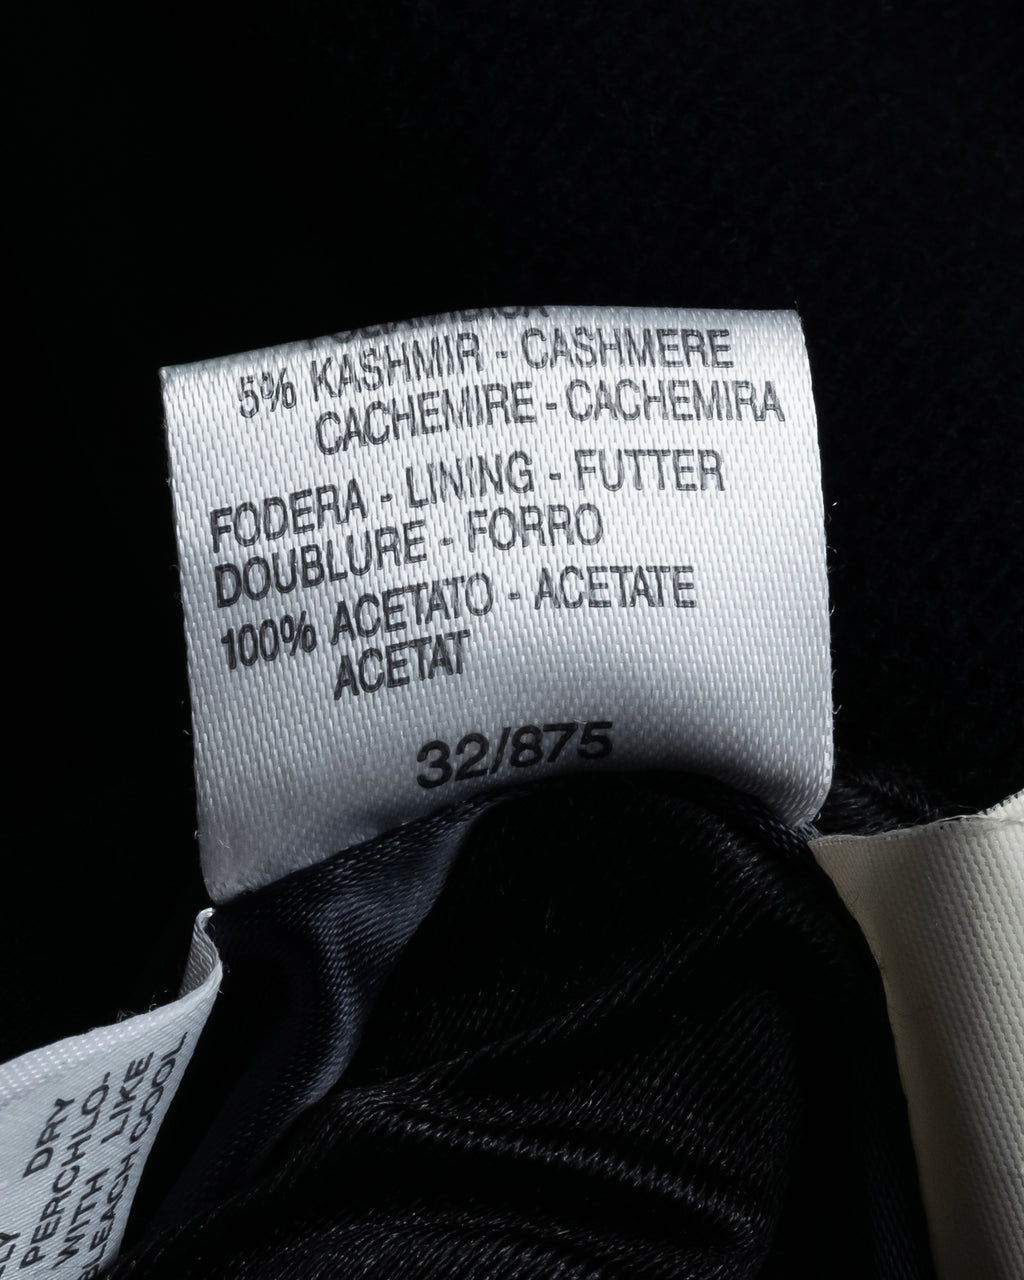 5% KASHMIR - CASHMERE
CACHEMIRE - CACHEMIRA
FODERA - LINING - FUTTER
DOUBLURE - FORRO
100% ACETATO - ACETATE
ACETAT
32/875
DRY
PERCHLO-
WITH LIKE
BLEACH COOL